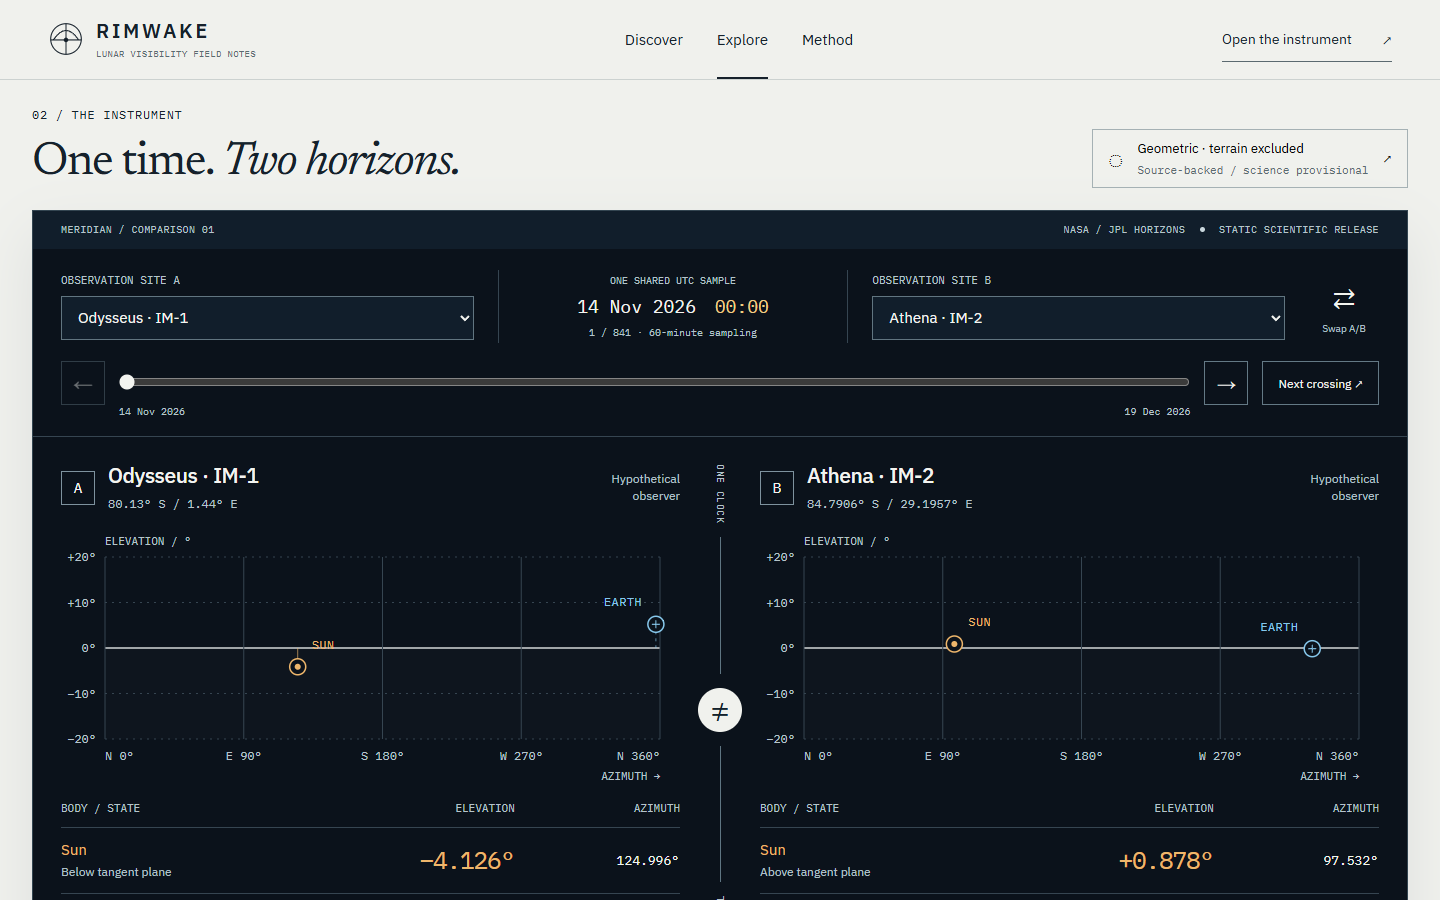 RIMWAKE
LUNAR VISIBILITY FIELD NOTES
Discover
Explore
Method
Open the instrument ↗
02 / THE INSTRUMENT
One time. Two horizons.
Geometric · terrain excluded
Source-backed / science provisional
↗
MERIDIAN / COMPARISON 01
NASA / JPL HORIZONS ● STATIC SCIENTIFIC RELEASE
OBSERVATION SITE A
Odysseus · IM-1
ONE SHARED UTC SAMPLE
14 Nov 2026 00:00
1 / 841 · 60-minute sampling
OBSERVATION SITE B
Athena · IM-2
⇄
Swap A/B
←
→
Next crossing ↗
14 Nov 2026
19 Dec 2026
A
Odysseus · IM-1
80.13° S / 1.44° E
Hypothetical
observer
ELEVATION / °
+20°
+10°
0°
−10°
−20°
EARTH
SUN
N 0°
E 90°
S 180°
W 270°
N 360°
AZIMUTH →
BODY / STATE
ELEVATION
AZIMUTH
Sun
Below tangent plane
−4.126°
124.996°
ONE CLOCK
≠
B
Athena · IM-2
84.7906° S / 29.1957° E
Hypothetical
observer
ELEVATION / °
+20°
+10°
0°
−10°
−20°
SUN
EARTH
N 0°
E 90°
S 180°
W 270°
N 360°
AZIMUTH →
BODY / STATE
ELEVATION
AZIMUTH
Sun
Above tangent plane
+0.878°
97.532°